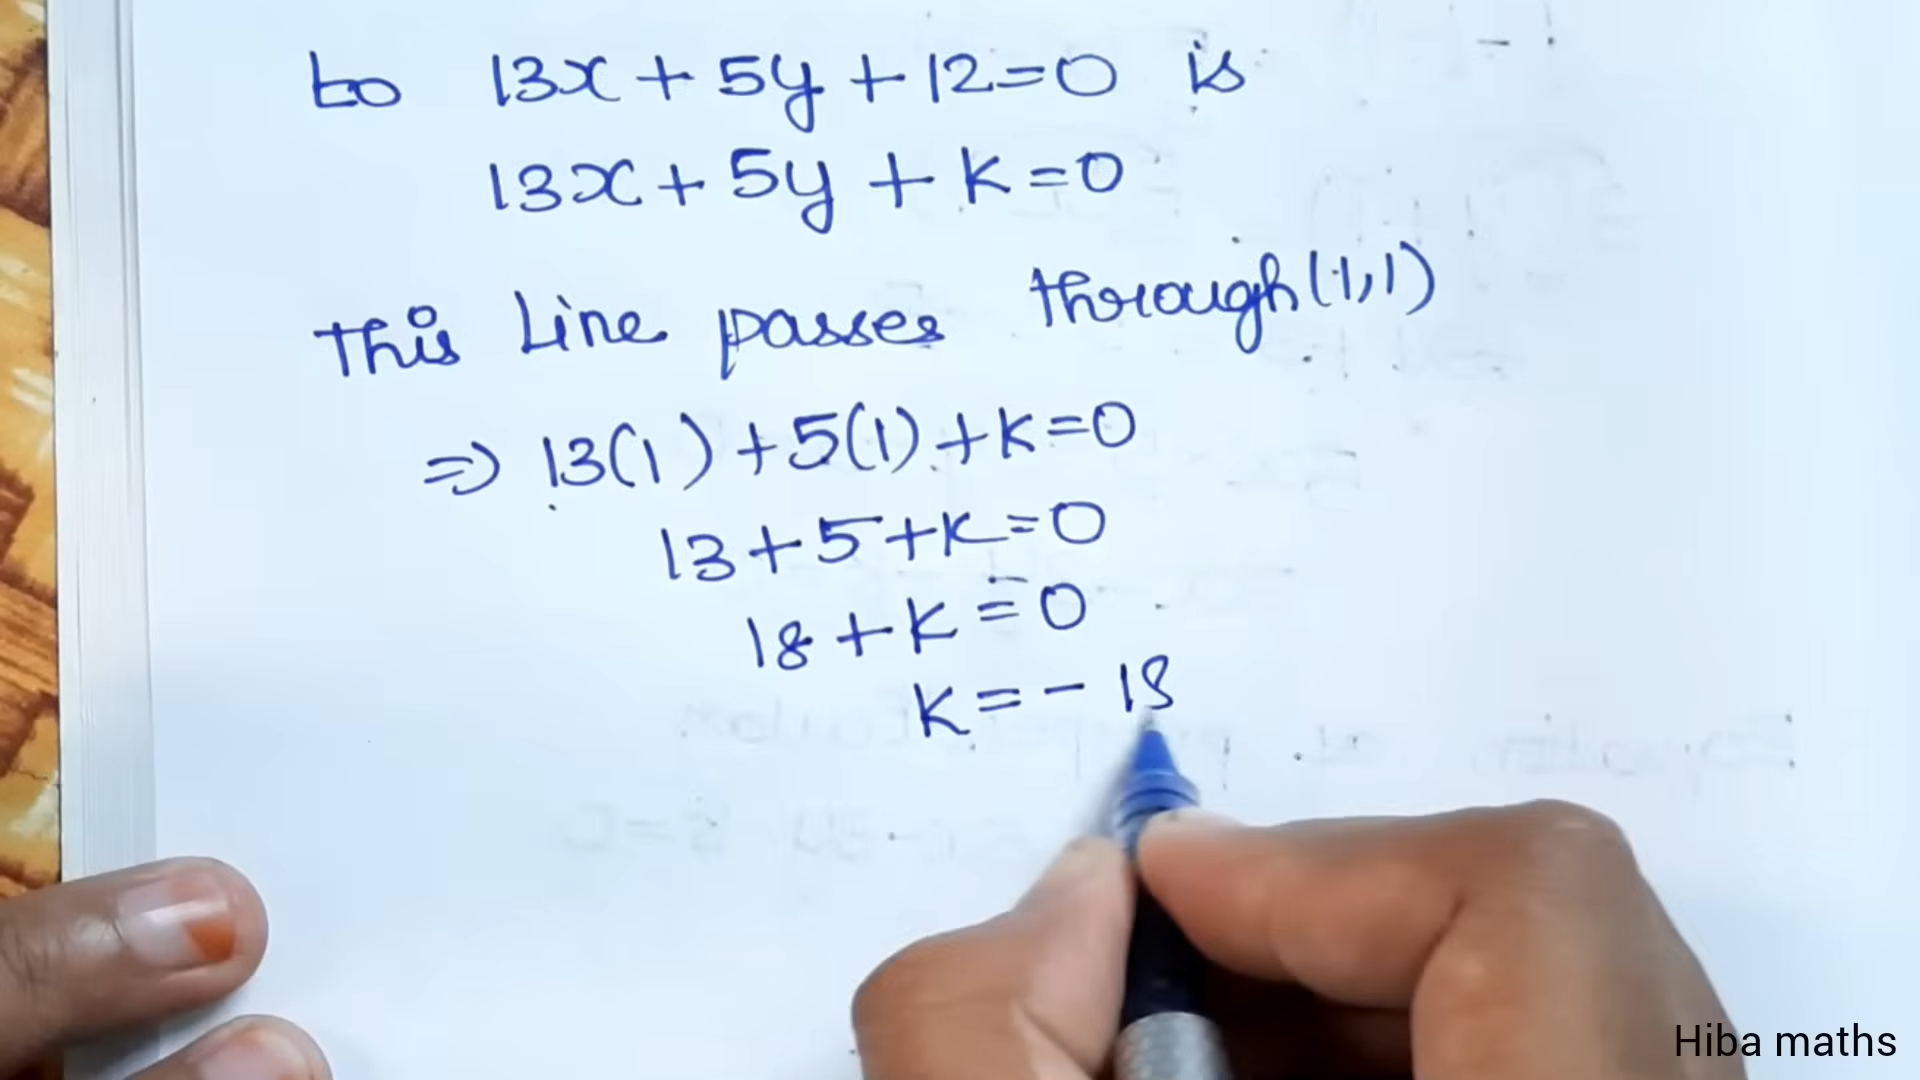 to 13x + 5y + 12 = 0 is
13x + 5y + k = 0
This Line passes through (1,1)
⇒ 13(1) + 5(1) + k = 0
13 + 5 + k = 0
18 + k = 0
k = - 18
Hiba maths